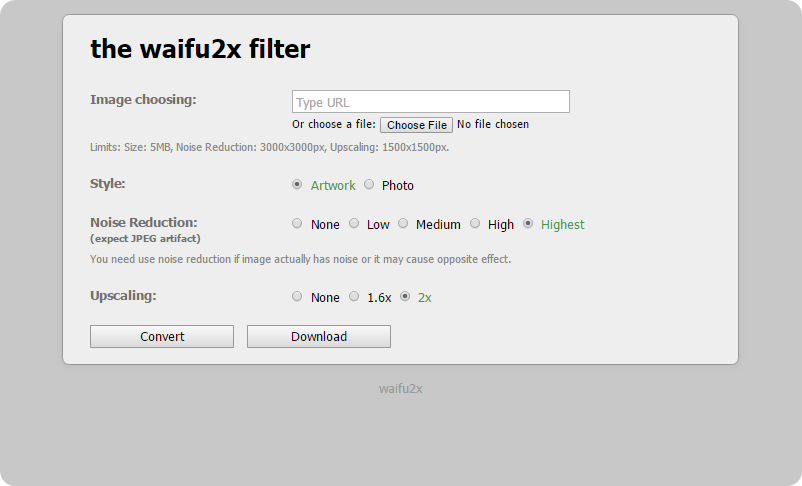 the waifu2x filter
Image choosing:
Type URL
Or choose a file: Choose File No file chosen
Limits: Size: 5MB, Noise Reduction: 3000x3000px, Upscaling: 1500x1500px.
Style: Artwork Photo
Noise Reduction: None Low Medium High Highest
(expect JPEG artifact)
You need use noise reduction if image actually has noise or it may cause opposite effect.
Upscaling: None 1.6x 2x
Convert Download
waifu2x